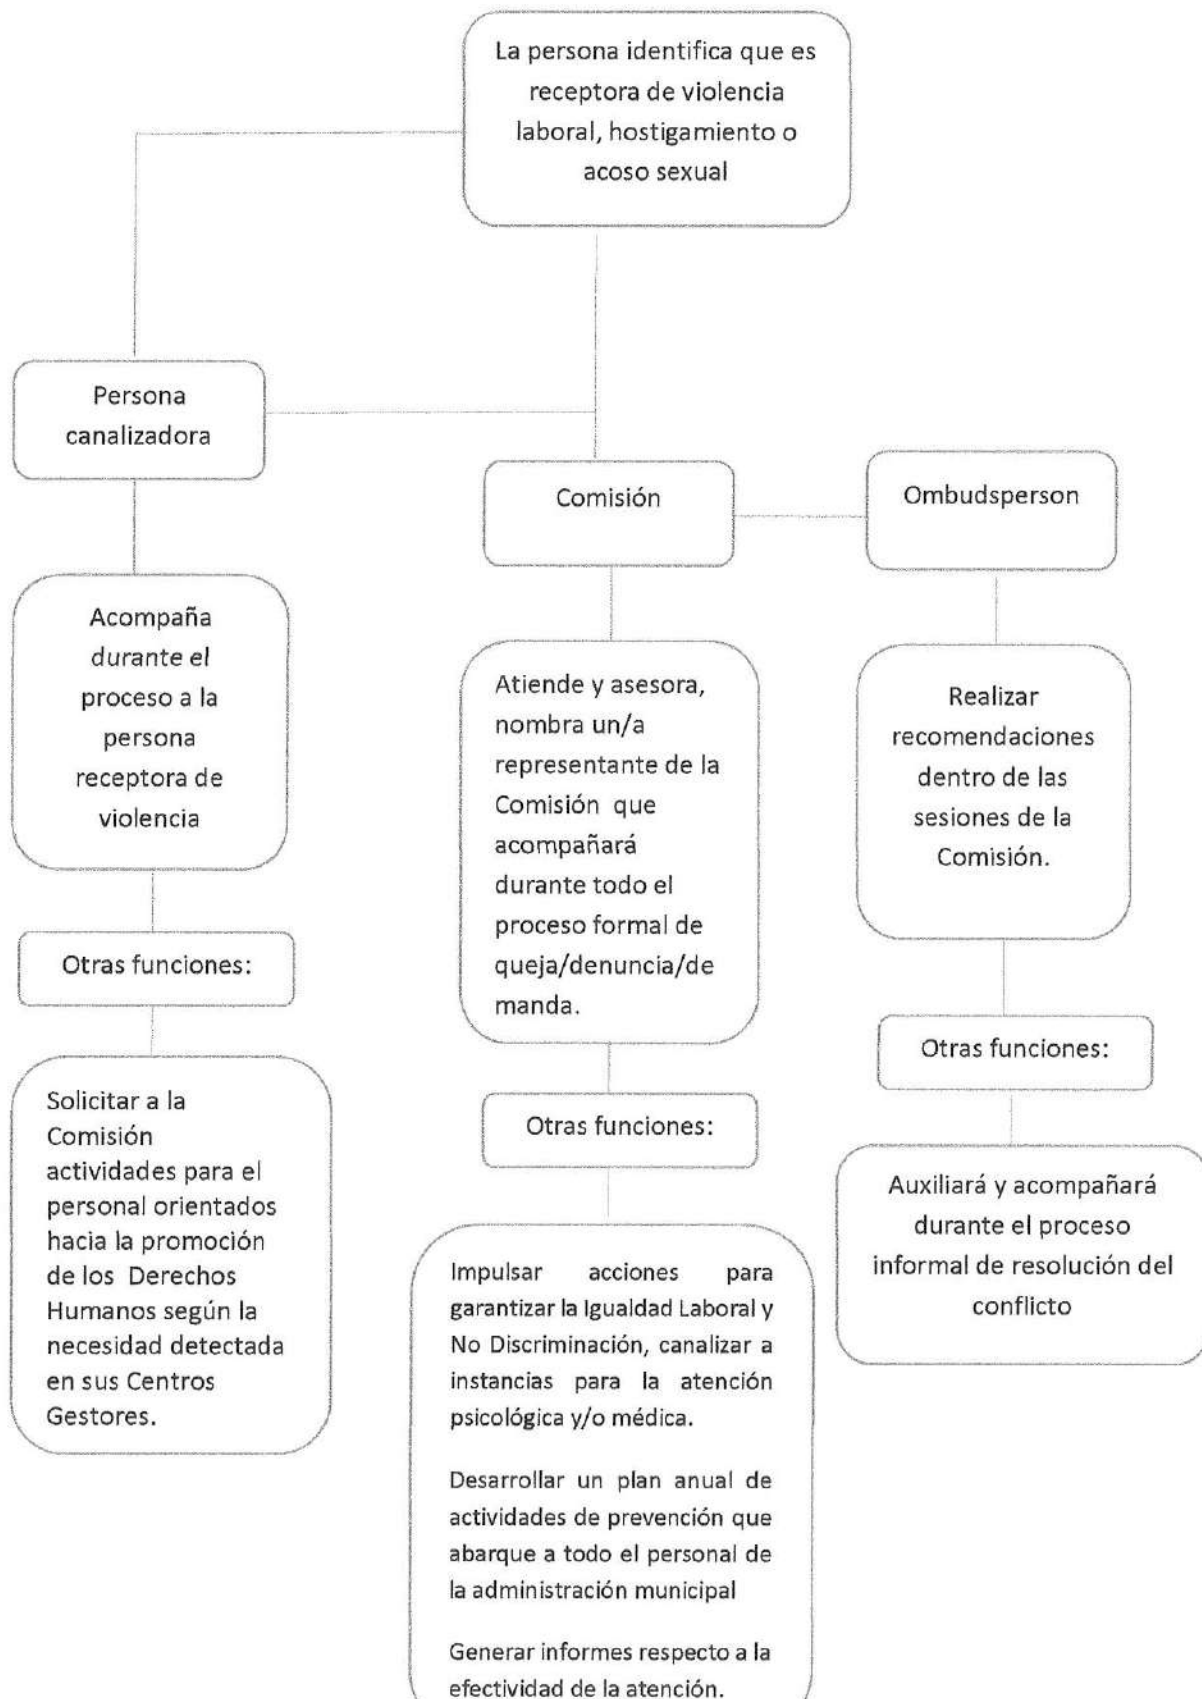 La persona identifica que es
receptora de violencia
laboral, hostigamiento o
acoso sexual
Persona
canalizadora
Comisión
Ombudsperson
Acompaña
durante el
proceso a la
persona
receptora de
violencia
Atiende y asesora,
nombra un/a
representante de la
Comisión que
acompañará
durante todo el
proceso formal de
queja/denuncia/de
manda.
Realizar
recomendaciones
dentro de las
sesiones de la
Comisión.
Otras funciones:
Solicitar a la
Comisión
actividades para el
personal orientados
hacia la promoción
de los Derechos
Humanos según la
necesidad detectada
en sus Centros
Gestores.
Otras funciones:
Impulsar acciones para
garantizar la Igualdad Laboral y
No Discriminación, canalizar a
instancias para la atención
psicológica y/o médica.
Desarrollar un plan anual de
actividades de prevención que
abarque a todo el personal de
la administración municipal
Generar informes respecto a la
efectividad de la atención.
Otras funciones:
Auxiliará y acompañará
durante el proceso
informal de resolución del
conflicto